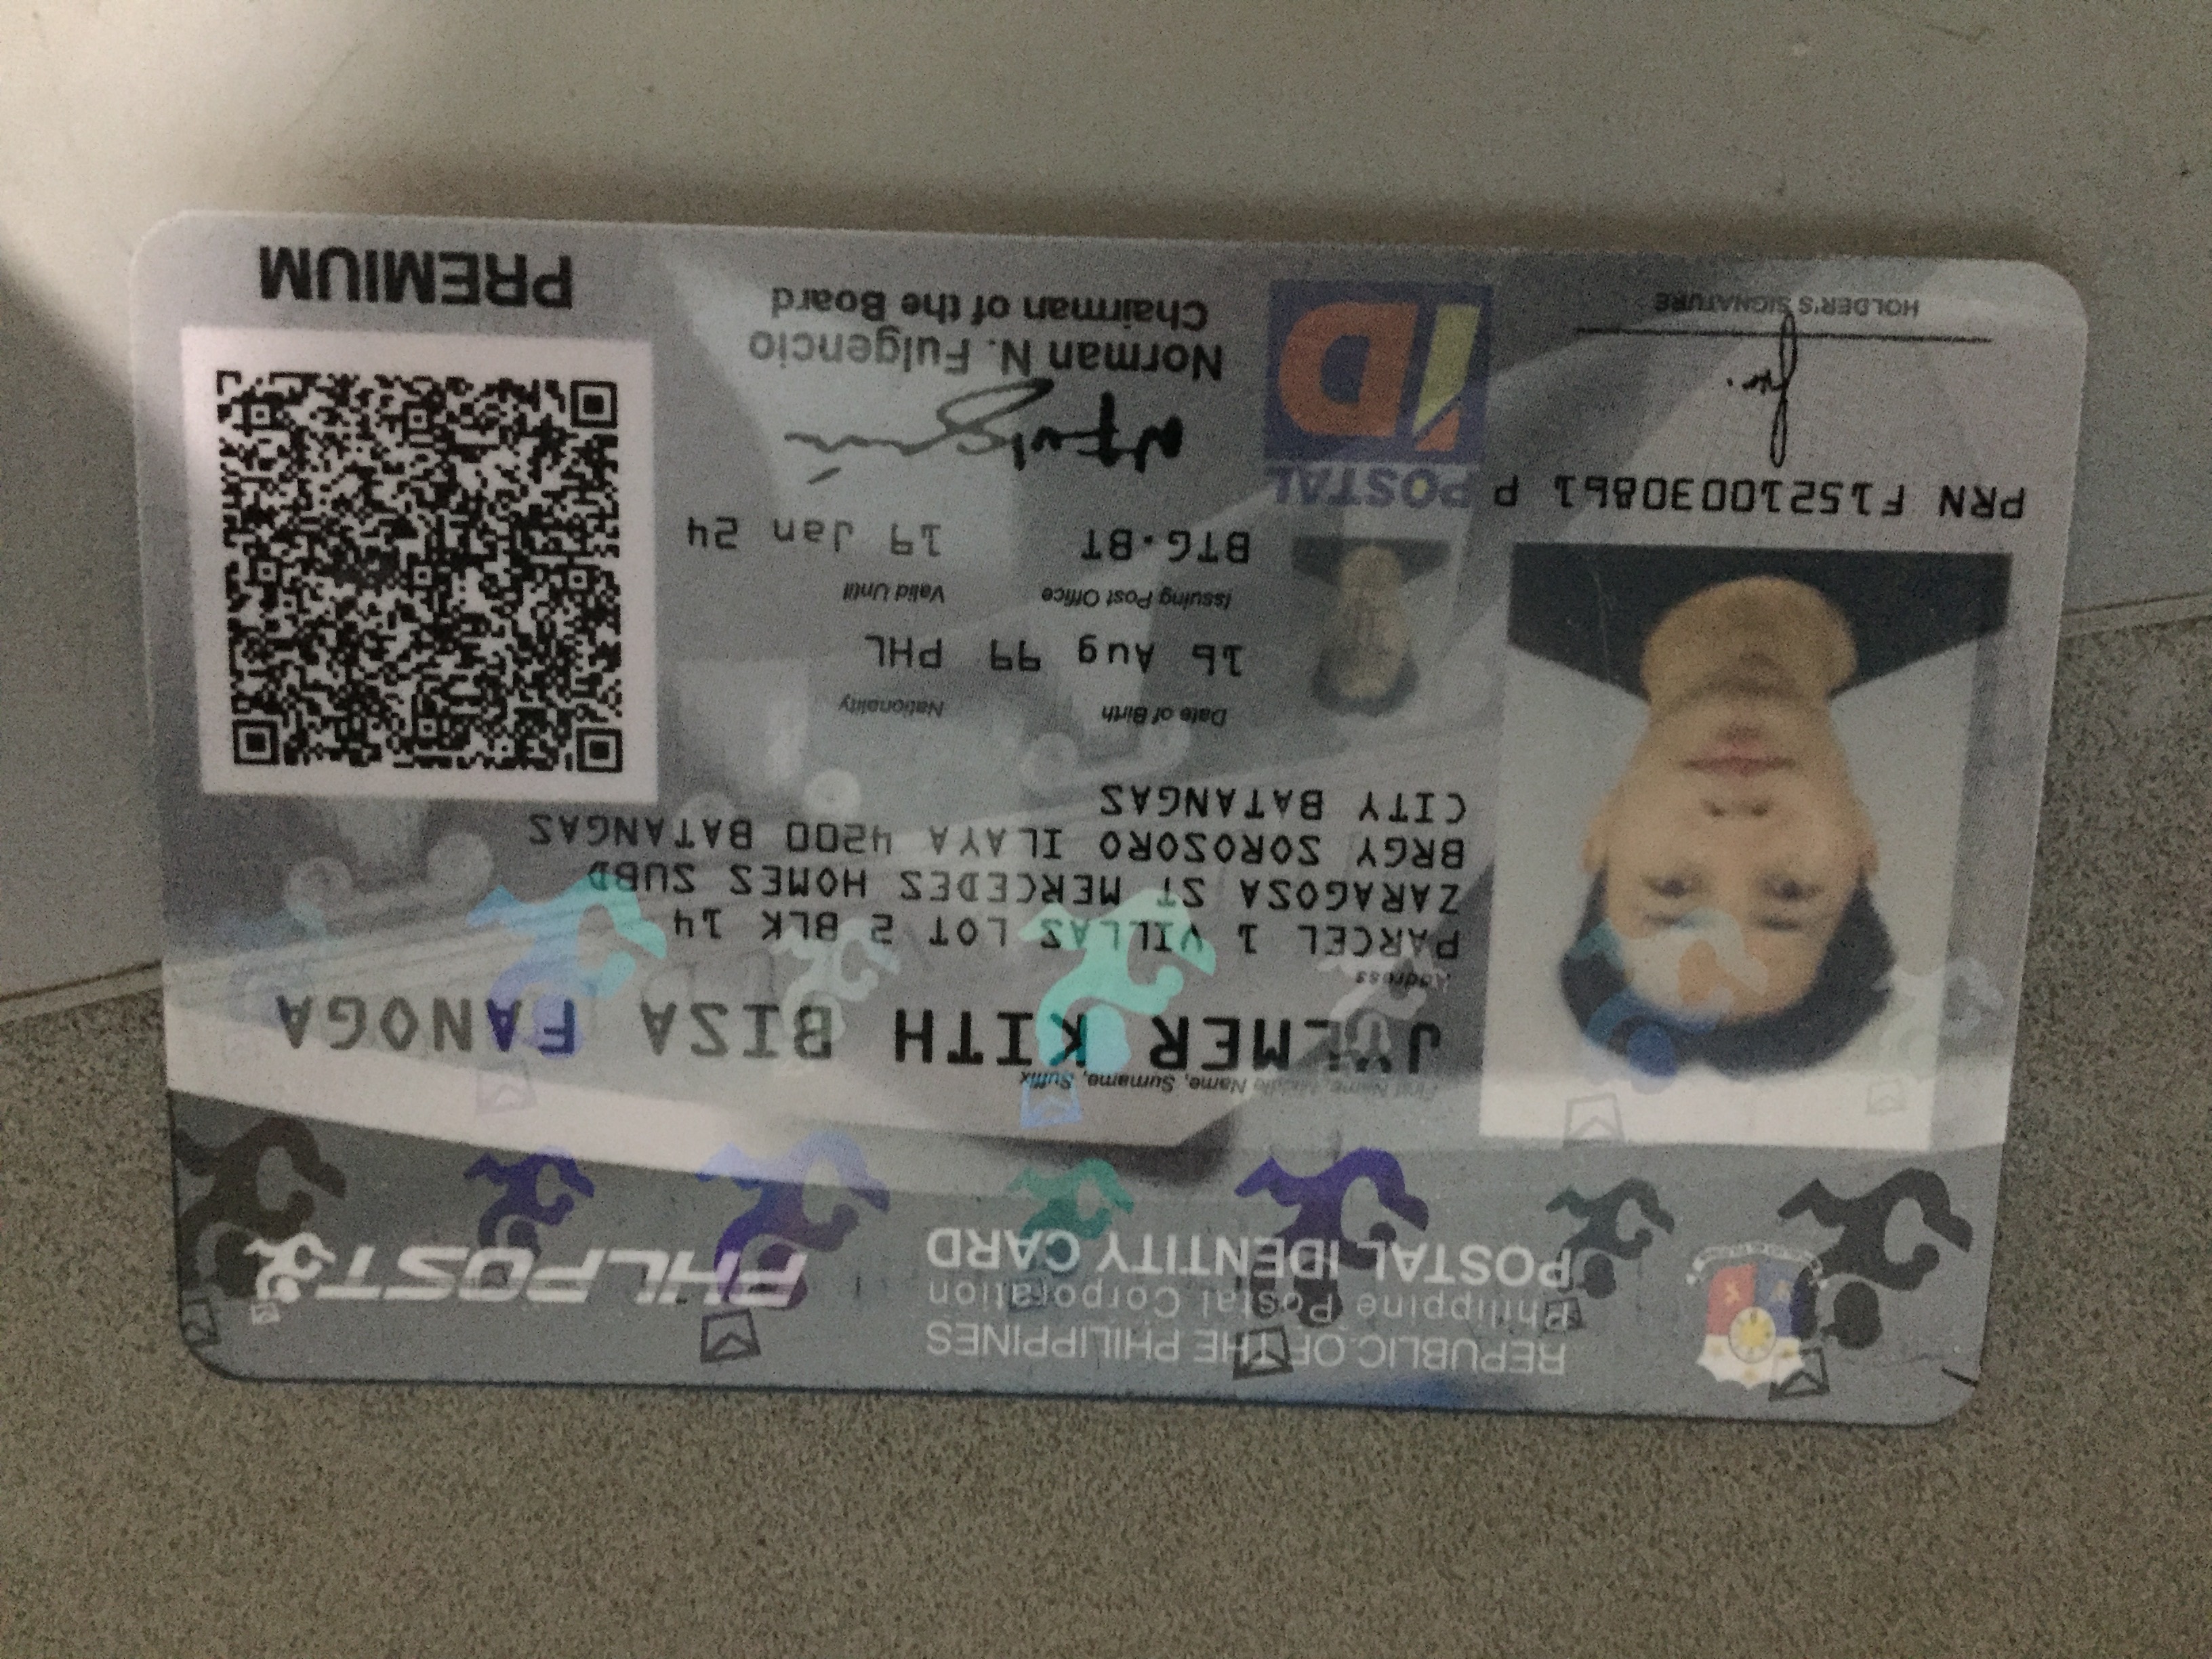 REPUBLIC OF THE PHILIPPINES
Philippine Postal Corporation
POSTAL IDENTITY CARD
PHLPOST
First Name, Middle Name, Surname, Suffix
KITH BISA FANOGA
Address
PARCEL 1 VILLAS LOT 2 BLK 14
ZARAGOSA ST MERCEDES HOMES SUBD
BRGY SOROSORO ILAYA 4200 BATANGAS
CITY BATANGAS
Date of Birth Nationality
16 Aug 99 PHL
Issuing Post Office Valid Until
BTG-BT 19 Jan 24
PRN F15210030861 P
HOLDER'S SIGNATURE
POSTAL
iD
Norman N. Fulgencio
Chairman of the Board
PREMIUM